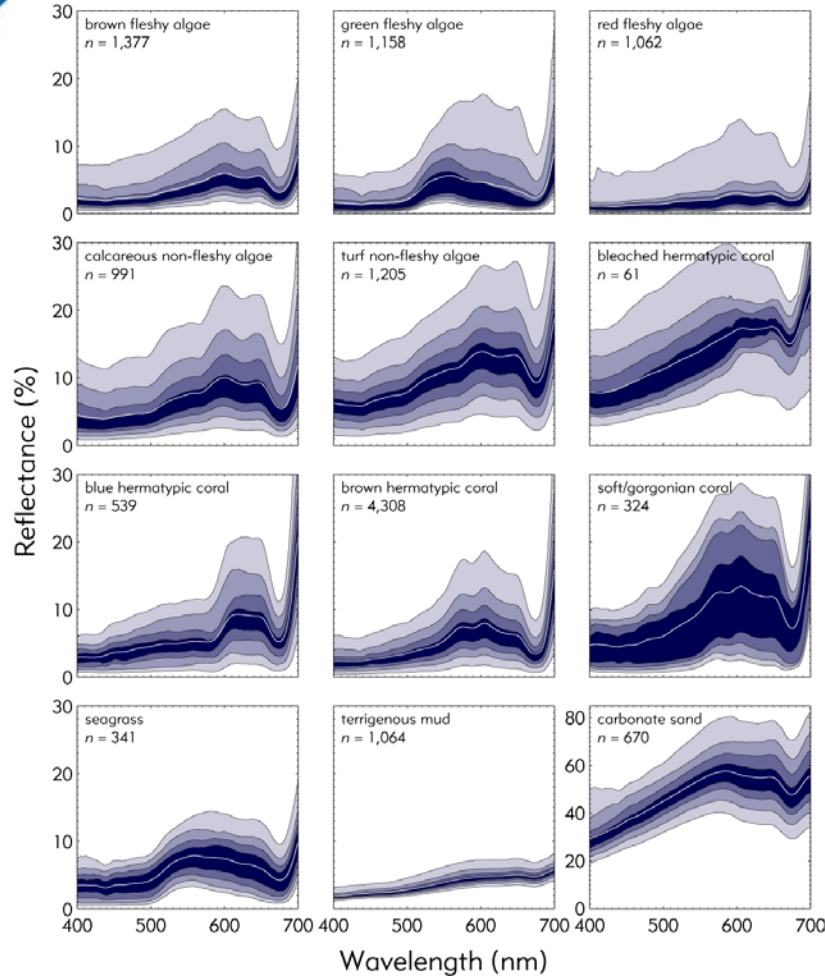 brown fleshy algae
n = 1,377
green fleshy algae
n = 1,158
red fleshy algae
n = 1,062
30
20
10
0
calcareous non-fleshy algae
n = 991
turf non-fleshy algae
n = 1,205
bleached hermatypic coral
n = 61
30
20
10
0
Reflectance (%)
blue hermatypic coral
n = 539
brown hermatypic coral
n = 4,308
soft/gorgonian coral
n = 324
30
20
10
0
seagrass
n = 341
terrigenous mud
n = 1,064
carbonate sand
n = 670
30
20
10
0
80
60
40
20
0
400 500 600 700
400 500 600 700
400 500 600 700
Wavelength (nm)